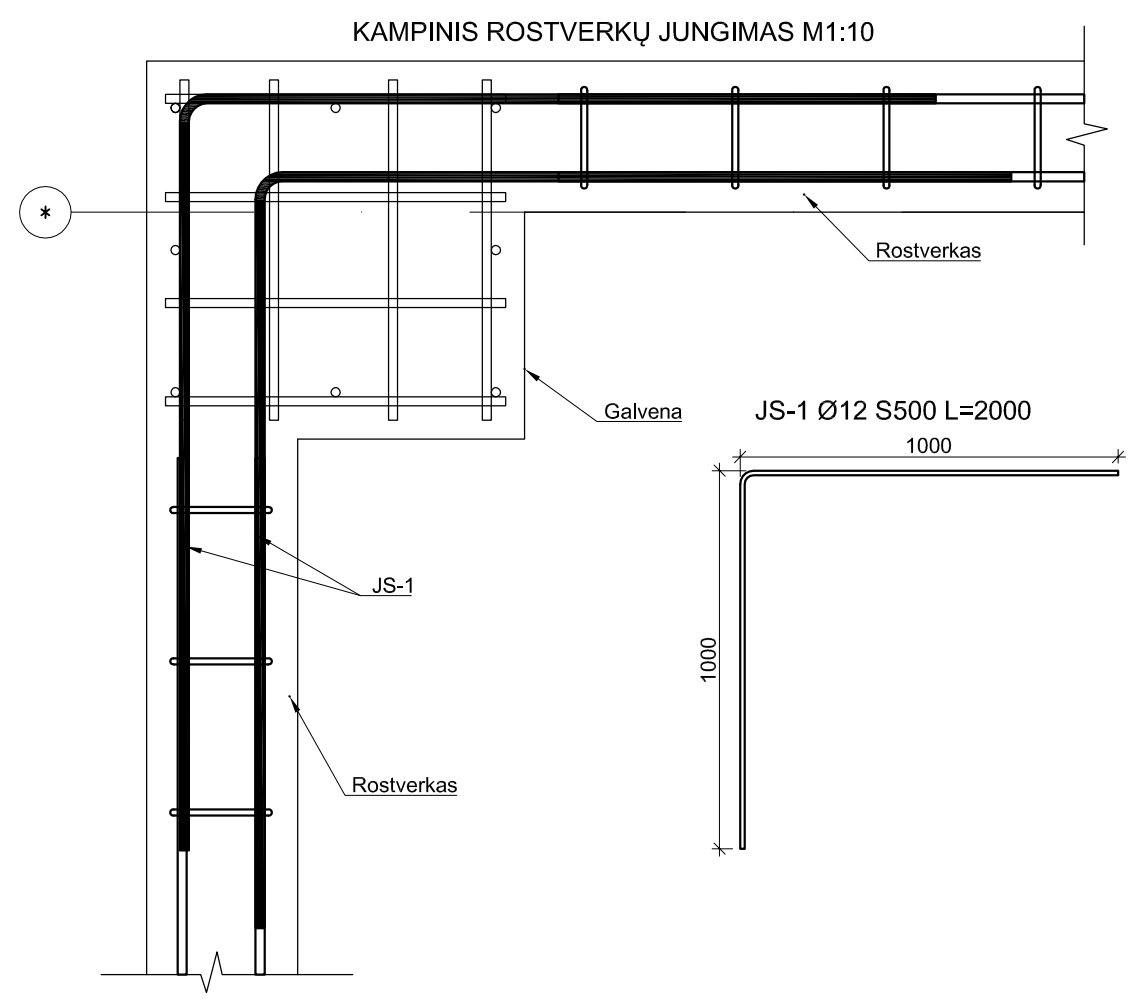 KAMPINIS ROSTVERKŲ JUNGIMAS M1:10
*
Rostverkas
Galvena
JS-1 Ø12 S500 L=2000
1000
1000
JS-1
Rostverkas